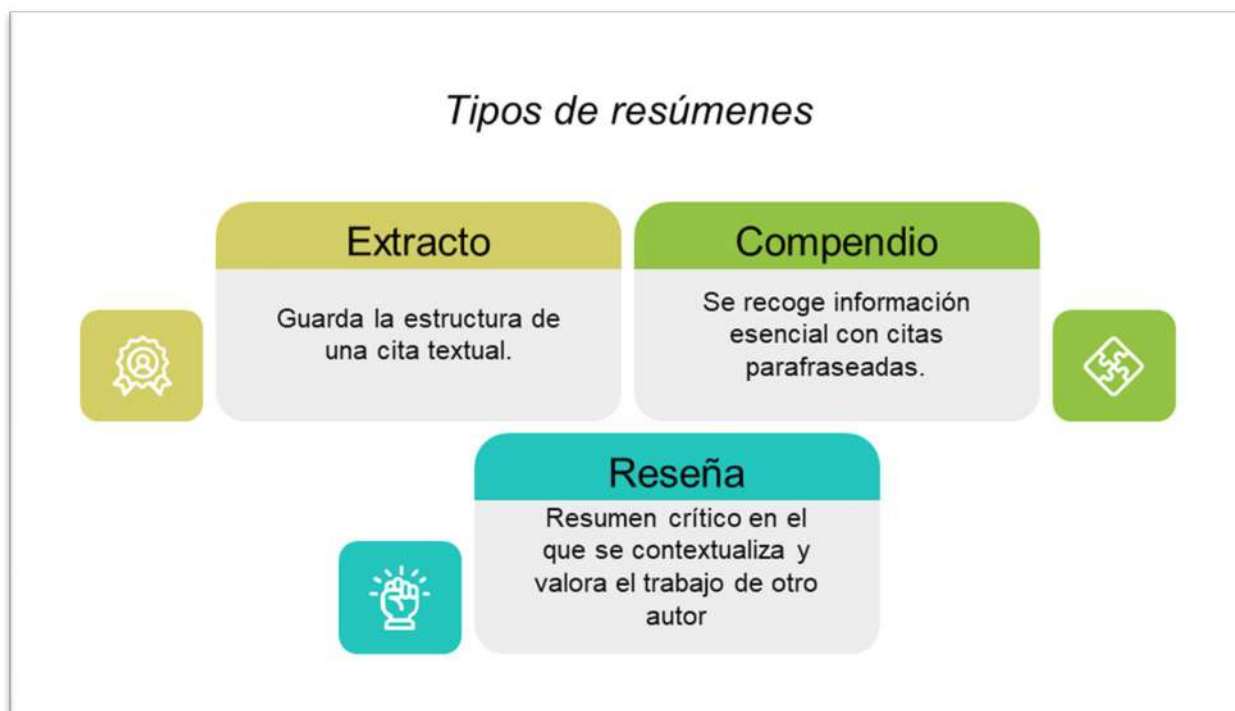 Tipos de resúmenes
Extracto
Guarda la estructura de
una cita textual.
Compendio
Se recoge información
esencial con citas
parafraseadas.
Reseña
Resumen crítico en el
que se contextualiza y
valora el trabajo de otro
autor